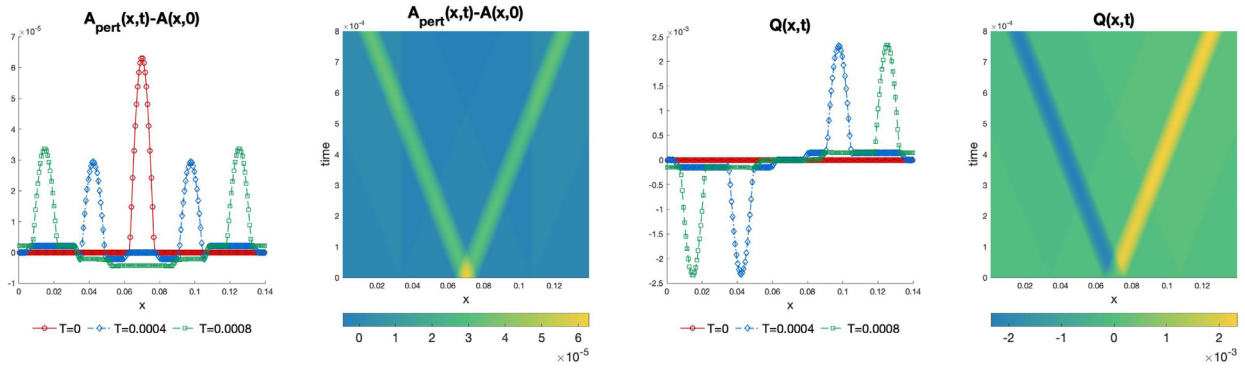 A_pert(x,t)-A(x,0)
×10^-5
7
6
5
4
3
2
1
0
-1
0 0.02 0.04 0.06 0.08 0.1 0.12 0.14
x
T=0 T=0.0004 T=0.0008
A_pert(x,t)-A(x,0)
×10^-4
8
7
6
5
4
3
2
1
0
time
0.02 0.04 0.06 0.08 0.1 0.12
x
0 1 2 3 4 5 6
×10^-5
Q(x,t)
×10^-3
2.5
2
1.5
1
0.5
0
-0.5
-1
-1.5
-2
-2.5
0 0.02 0.04 0.06 0.08 0.1 0.12 0.14
x
T=0 T=0.0004 T=0.0008
Q(x,t)
×10^-4
8
7
6
5
4
3
2
1
0
time
0.02 0.04 0.06 0.08 0.1 0.12
x
-2 -1 0 1 2
×10^-3